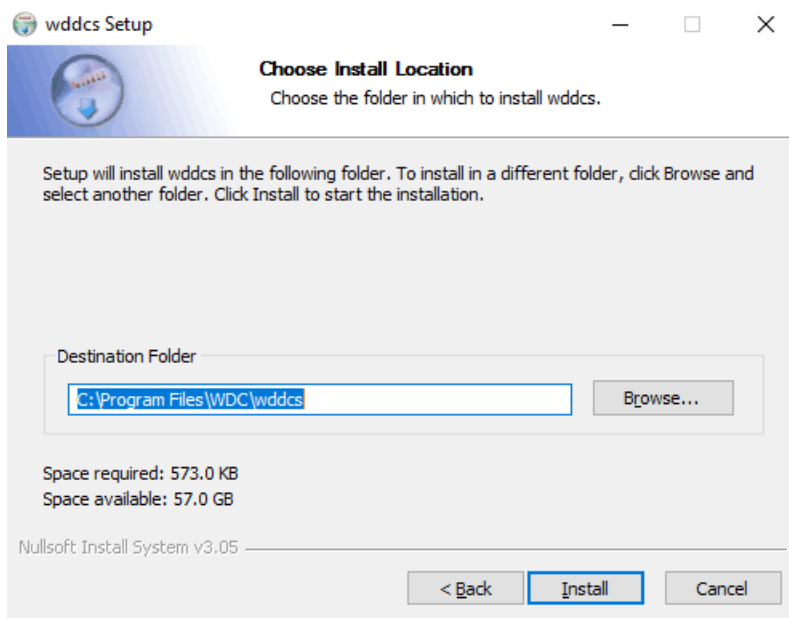 wddcs Setup
Choose Install Location
Choose the folder in which to install wddcs.
Setup will install wddcs in the following folder. To install in a different folder, click Browse and
select another folder. Click Install to start the installation.
Destination Folder
C:\Program Files\WDC\wddcs
Browse...
Space required: 573.0 KB
Space available: 57.0 GB
Nullsoft Install System v3.05
< Back
Install
Cancel